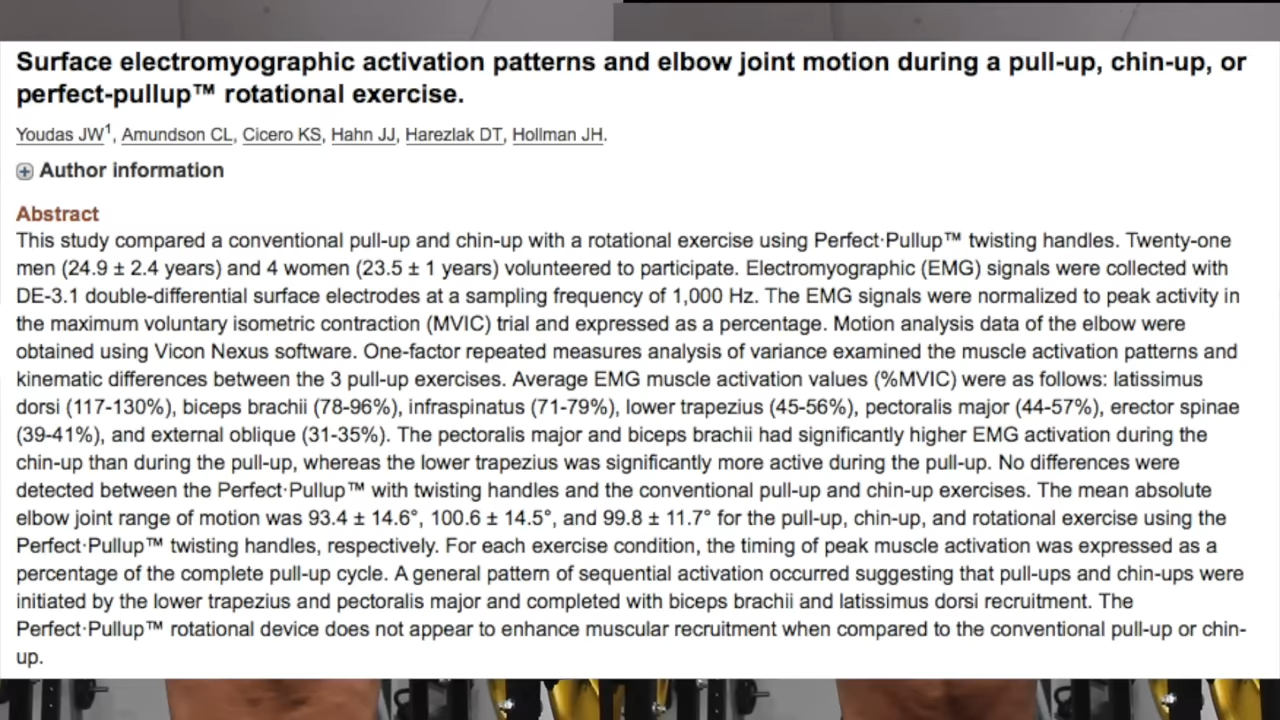 Surface electromyographic activation patterns and elbow joint motion during a pull-up, chin-up, or
perfect-pullup™ rotational exercise.
Youdas JW1, Amundson CL, Cicero KS, Hahn JJ, Harezlak DT, Hollman JH.
Author information
Abstract
This study compared a conventional pull-up and chin-up with a rotational exercise using Perfect·Pullup™ twisting handles. Twenty-one
men (24.9 ± 2.4 years) and 4 women (23.5 ± 1 years) volunteered to participate. Electromyographic (EMG) signals were collected with
DE-3.1 double-differential surface electrodes at a sampling frequency of 1,000 Hz. The EMG signals were normalized to peak activity in
the maximum voluntary isometric contraction (MVIC) trial and expressed as a percentage. Motion analysis data of the elbow were
obtained using Vicon Nexus software. One-factor repeated measures analysis of variance examined the muscle activation patterns and
kinematic differences between the 3 pull-up exercises. Average EMG muscle activation values (%MVIC) were as follows: latissimus
dorsi (117-130%), biceps brachii (78-96%), infraspinatus (71-79%), lower trapezius (45-56%), pectoralis major (44-57%), erector spinae
(39-41%), and external oblique (31-35%). The pectoralis major and biceps brachii had significantly higher EMG activation during the
chin-up than during the pull-up, whereas the lower trapezius was significantly more active during the pull-up. No differences were
detected between the Perfect·Pullup™ with twisting handles and the conventional pull-up and chin-up exercises. The mean absolute
elbow joint range of motion was 93.4 ± 14.6°, 100.6 ± 14.5°, and 99.8 ± 11.7° for the pull-up, chin-up, and rotational exercise using the
Perfect·Pullup™ twisting handles, respectively. For each exercise condition, the timing of peak muscle activation was expressed as a
percentage of the complete pull-up cycle. A general pattern of sequential activation occurred suggesting that pull-ups and chin-ups were
initiated by the lower trapezius and pectoralis major and completed with biceps brachii and latissimus dorsi recruitment. The
Perfect·Pullup™ rotational device does not appear to enhance muscular recruitment when compared to the conventional pull-up or chin-
up.